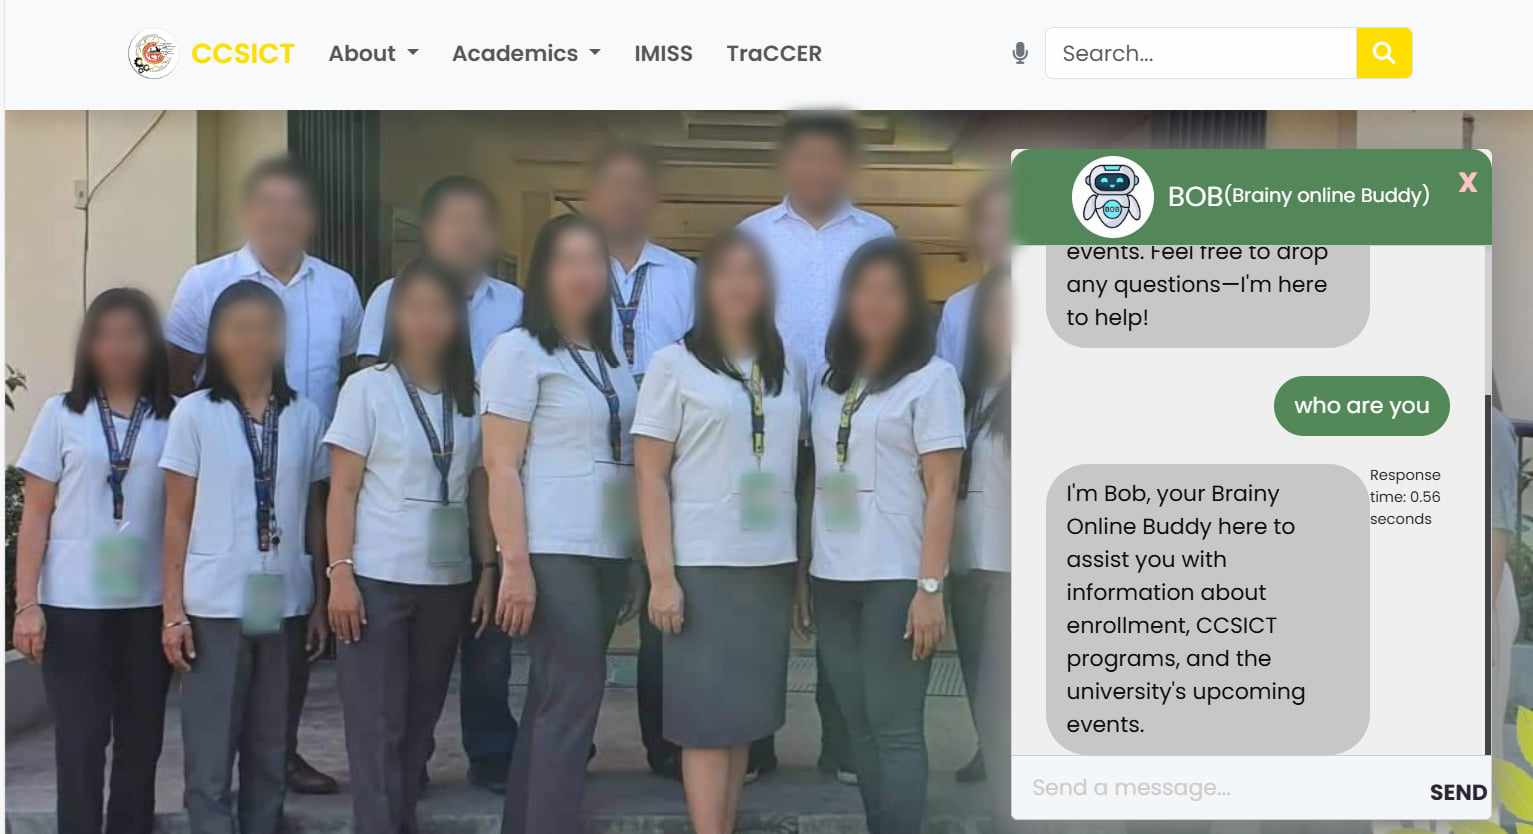 CCSICT About Academics IMISS TraCCER Search...
BOB(Brainy online Buddy) X
BOB
events. Feel free to drop
any questions—I'm here
to help!
who are you
Response
time: 0.56
seconds
I'm Bob, your Brainy
Online Buddy here to
assist you with
information about
enrollment, CCSICT
programs, and the
university's upcoming
events.
Send a message...
SEND